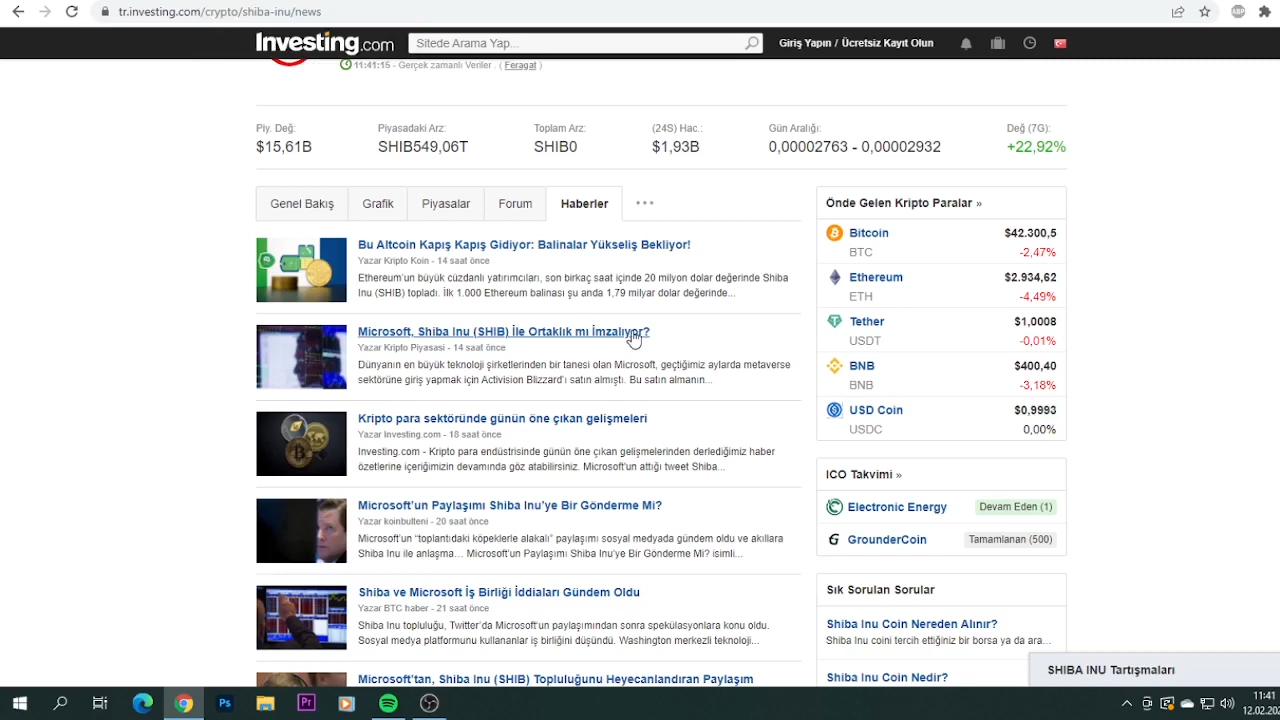 tr.investing.com/crypto/shiba-inu/news
ABP
Investing.com
Sitede Arama Yap...
Giriş Yapın / Ücretsiz Kayıt Olun
11:41:15 - Gerçek zamanlı Veriler . ( Feragat )
Piy. Değ: Piyasadaki Arz: Toplam Arz: (24S) Hac.: Gün Aralığı: Değ (7G):
$15,61B SHIB549,06T SHIB0 $1,93B 0,00002763 - 0,00002932 +22,92%
Genel Bakış Grafik Piyasalar Forum Haberler
Bu Altcoin Kapış Kapış Gidiyor: Balinalar Yükseliş Bekliyor!
Yazar Kripto Koin - 14 saat önce
Ethereum'un büyük cüzdanlı yatırımcıları, son birkaç saat içinde 20 milyon dolar değerinde Shiba
Inu (SHIB) topladı. İlk 1.000 Ethereum balinası şu anda 1,79 milyar dolar değerinde...
Microsoft, Shiba Inu (SHIB) İle Ortaklık mı İmzalıyor?
Yazar Kripto Piyasasi - 14 saat önce
Dünyanın en büyük teknoloji şirketlerinden bir tanesi olan Microsoft, geçtiğimiz aylarda metaverse
sektörüne giriş yapmak için Activision Blizzard'ı satın almıştı. Bu satın almanın...
Kripto para sektöründe günün öne çıkan gelişmeleri
Yazar Investing.com - 18 saat önce
Investing.com - Kripto para endüstrisinde günün öne çıkan gelişmelerinden derlediğimiz haber
özetlerine içeriğimizin devamında göz atabilirsiniz. Microsoft'un attığı tweet Shiba...
Microsoft'un Paylaşımı Shiba Inu'ye Bir Gönderme Mi?
Yazar koinbulteni - 20 saat önce
Microsoft'un “toplantıdaki köpeklerle alakalı” paylaşımı sosyal medyada gündem oldu ve akıllara
Shiba Inu ile anlaşma… Microsoft'un Paylaşımı Shiba Inu'ye Bir Gönderme Mi? isimli...
Shiba ve Microsoft İş Birliği İddiaları Gündem Oldu
Yazar BTC haber - 21 saat önce
Shiba Inu topluluğu, Twitter'da Microsoft'un paylaşımından sonra spekülasyonlara konu oldu.
Sosyal medya platformunu kullananlar iş birliğini düşündü. Washington merkezli teknoloji...
Microsoft'tan, Shiba Inu (SHIB) Topluluğunu Heyecanlandıran Paylaşım
Önde Gelen Kripto Paralar »
Bitcoin $42.300,5
BTC -2,47%
Ethereum $2.934,62
ETH -4,49%
Tether $1,0008
USDT -0,01%
BNB $400,40
BNB -3,18%
USD Coin $0,9993
USDC 0,00%
ICO Takvimi »
Electronic Energy Devam Eden (1)
GrounderCoin Tamamlanan (500)
Sık Sorulan Sorular
Shiba Inu Coin Nereden Alınır?
Shiba Inu coini tercih ettiğiniz bir borsa ya da ara...
Shiba Inu Coin Nedir?
SHIBA INU Tartışmaları
Ps
Pr
11:41
12.02.202